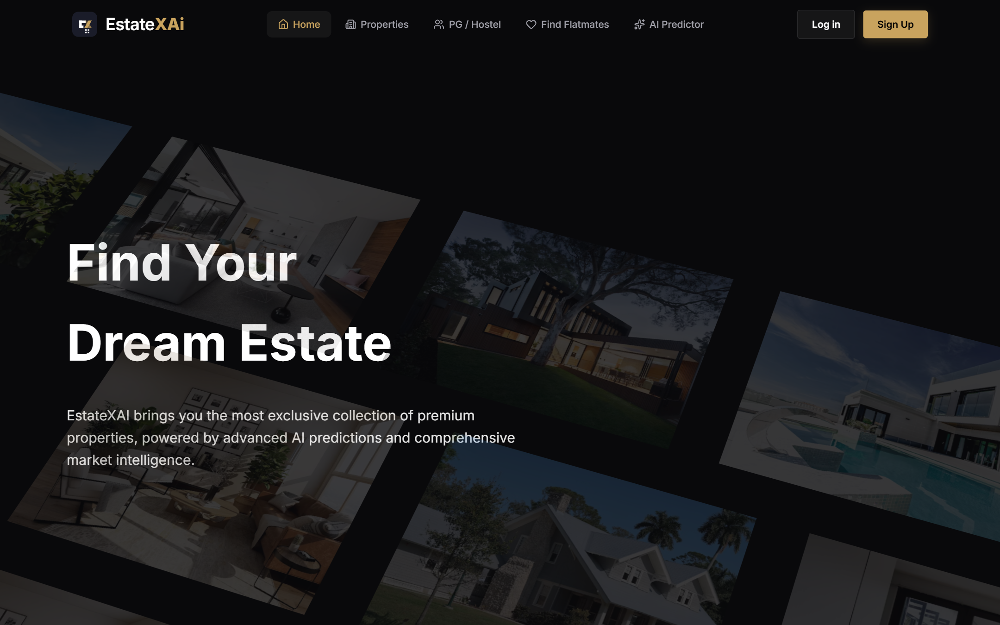 EstateXAi
Home
Properties
PG / Hostel
Find Flatmates
AI Predictor
Log in
Sign Up
Find Your
Dream Estate
EstateXAI brings you the most exclusive collection of premium
properties, powered by advanced AI predictions and comprehensive
market intelligence.